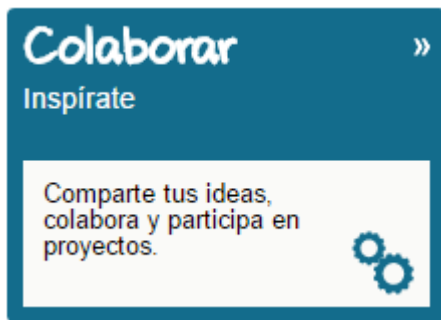 Colaborar »
Inspírate
Comparte tus ideas,
colabora y participa en
proyectos.